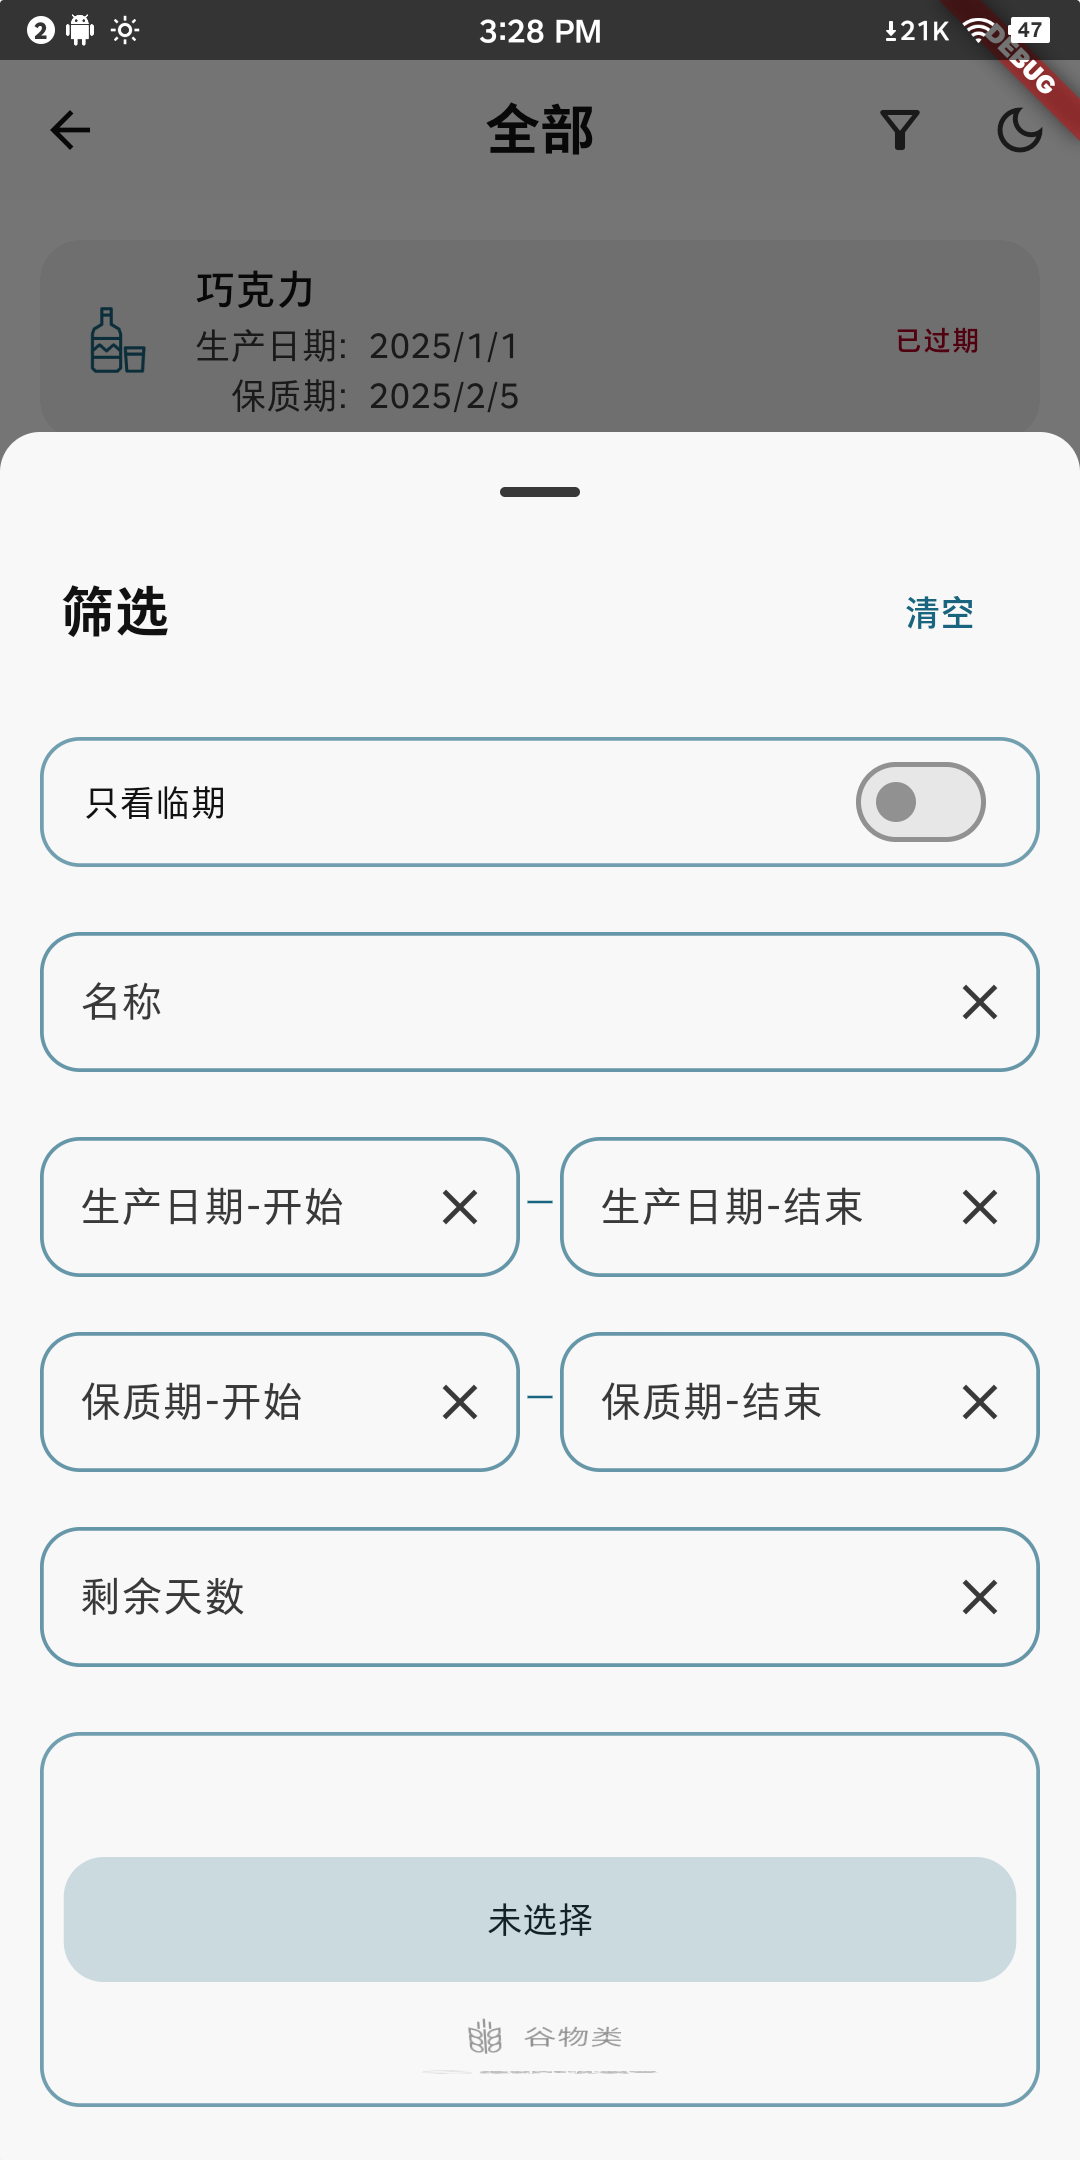 2 3:28 PM 21K 47
DEBUG
全部
巧克力
生产日期: 2025/1/1
已过期
保质期: 2025/2/5
筛选
清空
只看临期
名称
生产日期-开始 — 生产日期-结束
保质期-开始 — 保质期-结束
剩余天数
未选择
谷物类